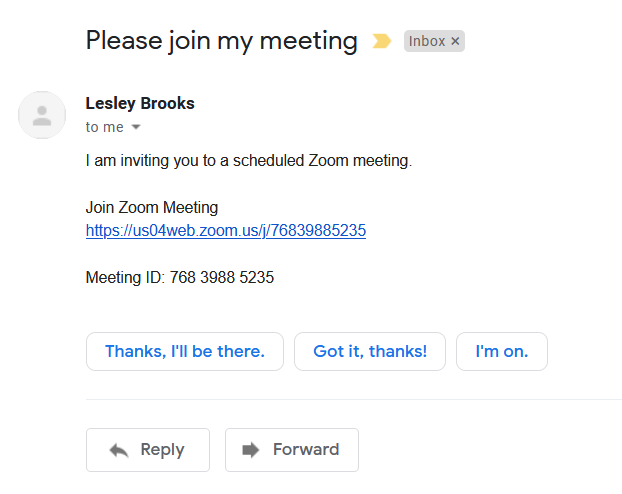 Please join my meeting Inbox ×
Lesley Brooks
to me
I am inviting you to a scheduled Zoom meeting.
Join Zoom Meeting
https://us04web.zoom.us/j/76839885235
Meeting ID: 768 3988 5235
Thanks, I'll be there. Got it, thanks! I'm on.
Reply Forward